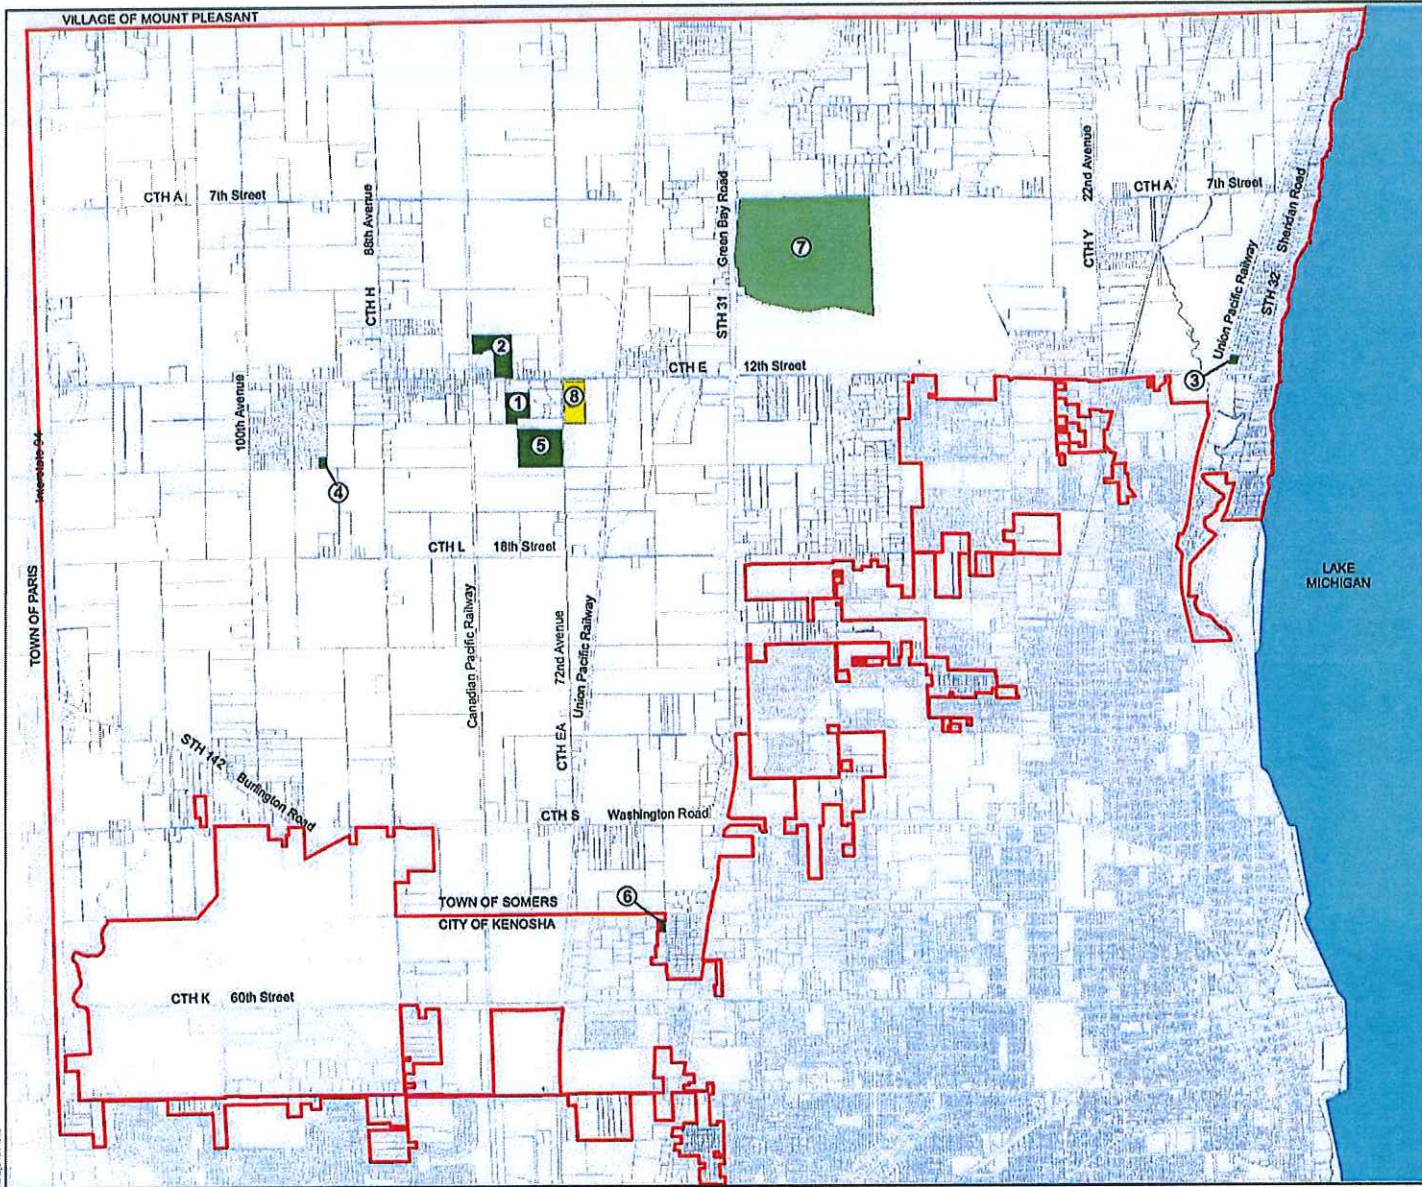 VILLAGE OF MOUNT PLEASANT
CTH A 7th Street
88th Avenue
CTH H
Green Bay Road
STH 31
22nd Avenue
CTH Y
CTH A 7th Street
Sheridan Road
STH 32
Union Pacific Railway
7
2
CTH E 12th Street
3
1
8
100th Avenue
5
Interstate 94
4
CTH L 18th Street
LAKE
MICHIGAN
TOWN OF PARIS
Canadian Pacific Railway
72nd Avenue
CTH EA
Union Pacific Railway
STH 142 Burlington Road
CTH S Washington Road
6
TOWN OF SOMERS
CITY OF KENOSHA
CTH K 60th Street